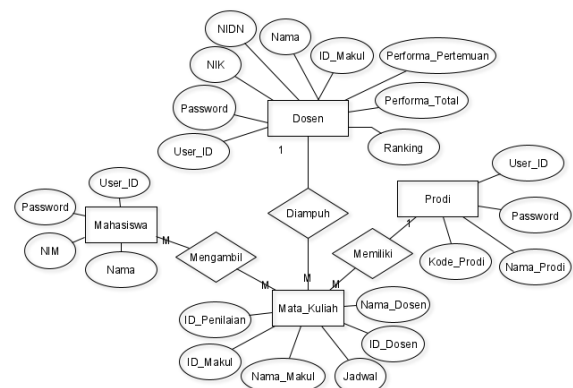 NIDN
Nama
NIK
ID_Makul
Performa_Pertemuan
Password
Performa_Total
Dosen
User_ID
Ranking
1
User_ID
Prodi
User_ID
Password
Mahasiswa
Diampuh
Password
1
NIM
M
Mengambil
Memiliki
Nama
Kode_Prodi
Nama_Prodi
M
M
M
Mata_Kuliah
Nama_Dosen
ID_Penilaian
ID_Dosen
ID_Makul
Nama_Makul
Jadwal